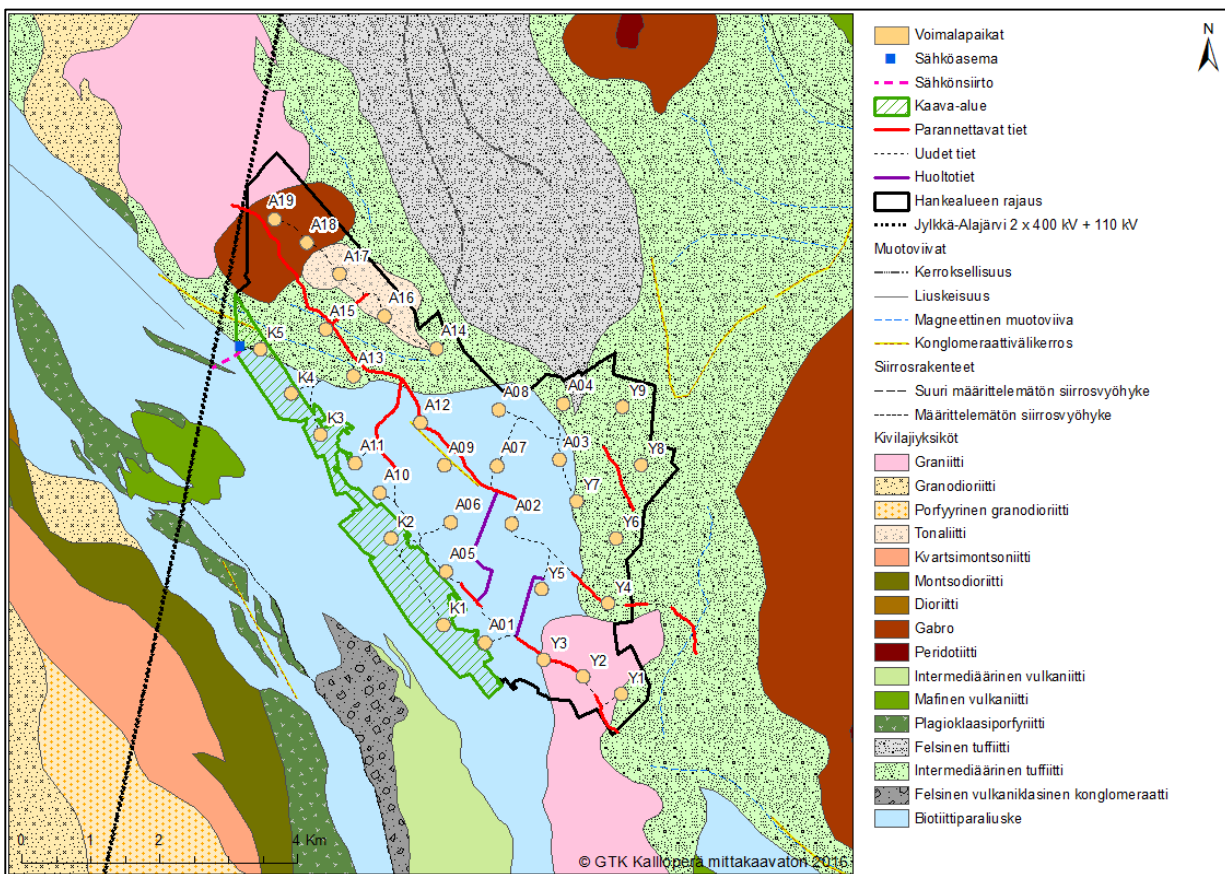 A19
A18
A17
A16
A15
A14
K5
A13
K4
A08
A04
Y9
A12
K3
A11
A09
A07
A03
Y8
A10
Y7
A06
A02
K2
Y6
A05
Y5
Y4
K1
A01
Y3
Y2
Y1
0 1 2 4 Km
© GTK Kallioperä mittakaavaton 2016
N
Voimalapaikat
Sähköasema
Sähkönsiirto
Kaava-alue
Parannettavat tiet
Uudet tiet
Huoltotiet
Hankealueen rajaus
Jylkkä-Alajärvi 2 x 400 kV + 110 kV
Muotoviivat
Kerroksellisuus
Liuskeisuus
Magneettinen muotoviiva
Konglomeraattivälikerros
Siirrosrakenteet
Suuri määrittelemätön siirrosvyöhyke
Määrittelemätön siirrosvyöhyke
Kivilajiyksiköt
Graniitti
Granodioriitti
Porfyyrinen granodioriitti
Tonaliitti
Kvartsimontsoniitti
Montsodioriitti
Dioriitti
Gabro
Peridotiitti
Intermediäärinen vulkaniitti
Mafinen vulkaniitti
Plagioklaasiporfyriitti
Felsinen tuffiitti
Intermediäärinen tuffiitti
Felsinen vulkaniklasinen konglomeraatti
Biotiittiparaliuske